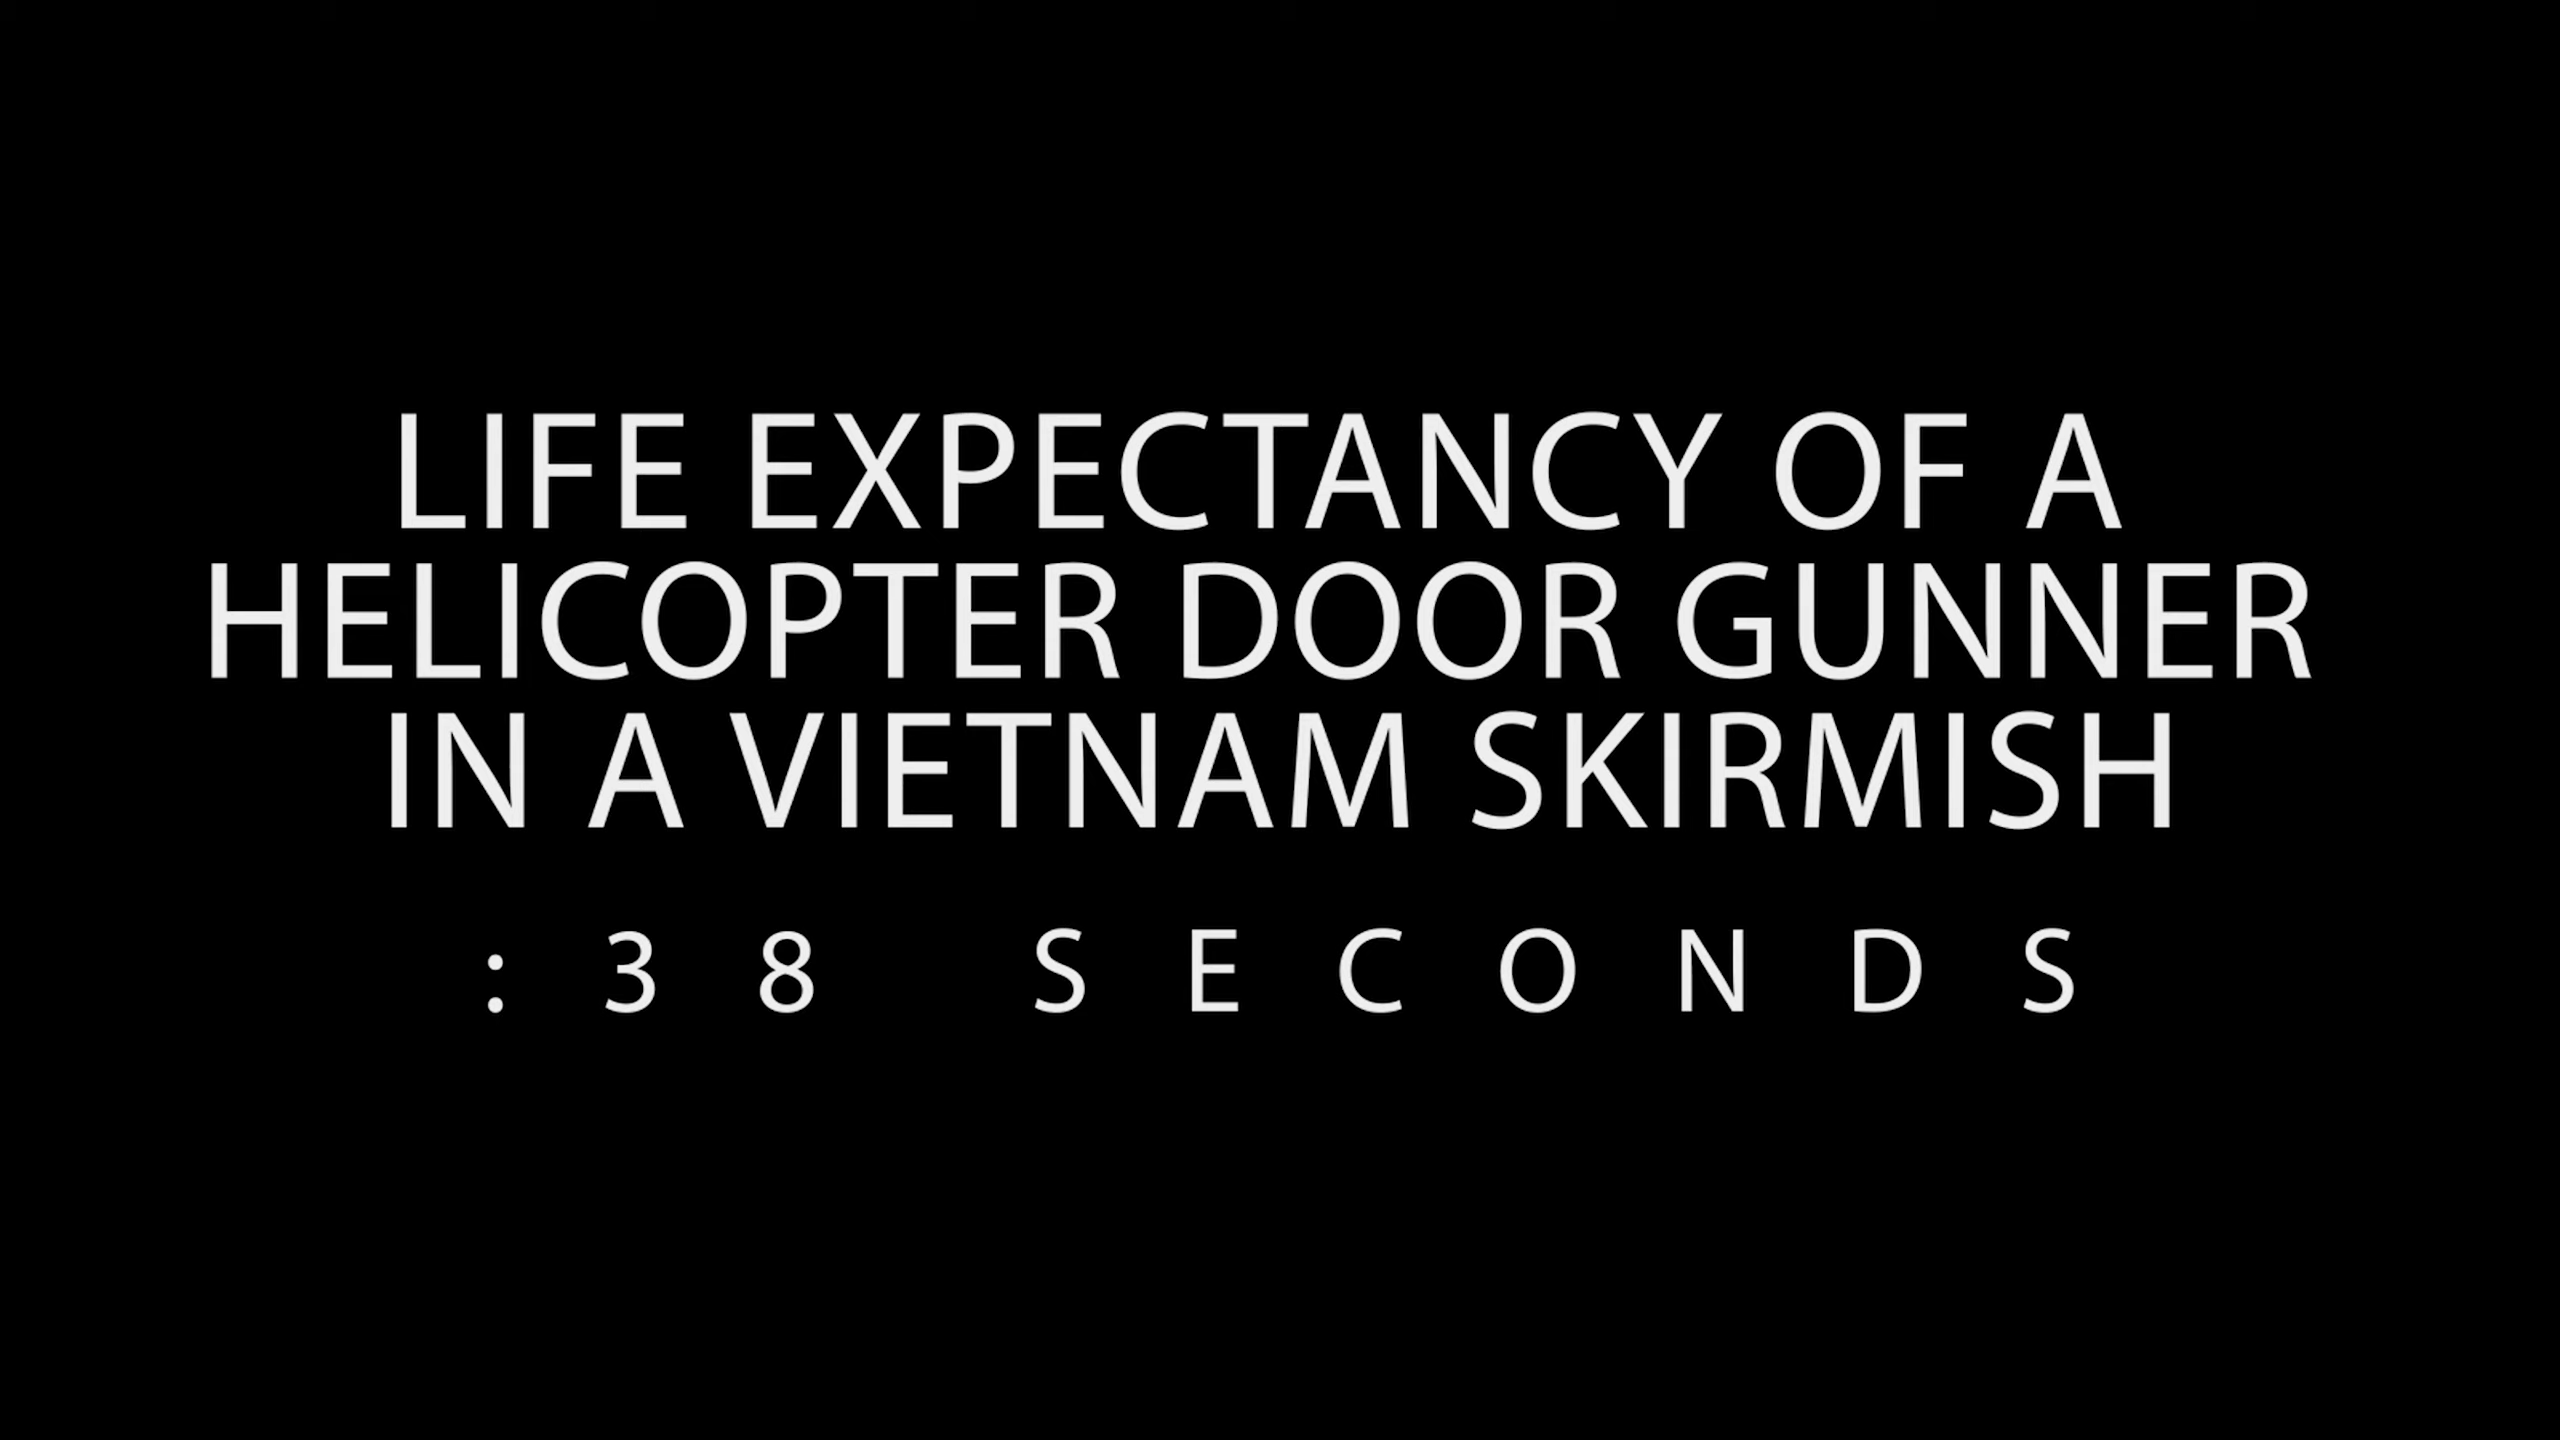 LIFE EXPECTANCY OF A
HELICOPTER DOOR GUNNER
IN A VIETNAM SKIRMISH
:38 SECONDS